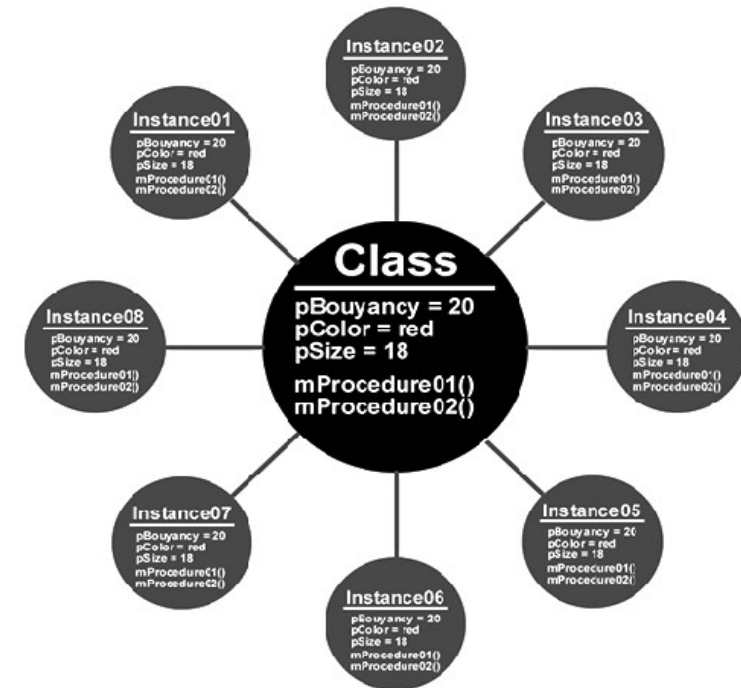 Instance02
pBouyancy = 20
pColor = red
pSize = 18
mProcedure01()
mProcedure02()
Instance01
pBouyancy = 20
pColor = red
pSize = 18
mProcedure01()
mProcedure02()
Instance03
pBouyancy = 20
pColor = red
pSize = 18
mProcedure01()
mProcedure02()
Class
pBouyancy = 20
pColor = red
pSize = 18
mProcedure01()
mProcedure02()
Instance08
pBouyancy = 20
pColor = red
pSize = 18
mProcedure01()
mProcedure02()
Instance04
pBouyancy = 20
pColor = red
pSize = 18
mProcedure01()
mProcedure02()
Instance07
pBouyancy = 20
pColor = red
pSize = 18
mProcedure01()
mProcedure02()
Instance05
pBouyancy = 20
pColor = red
pSize = 18
mProcedure01()
mProcedure02()
Instance06
pBouyancy = 20
pColor = red
pSize = 18
mProcedure01()
mProcedure02()